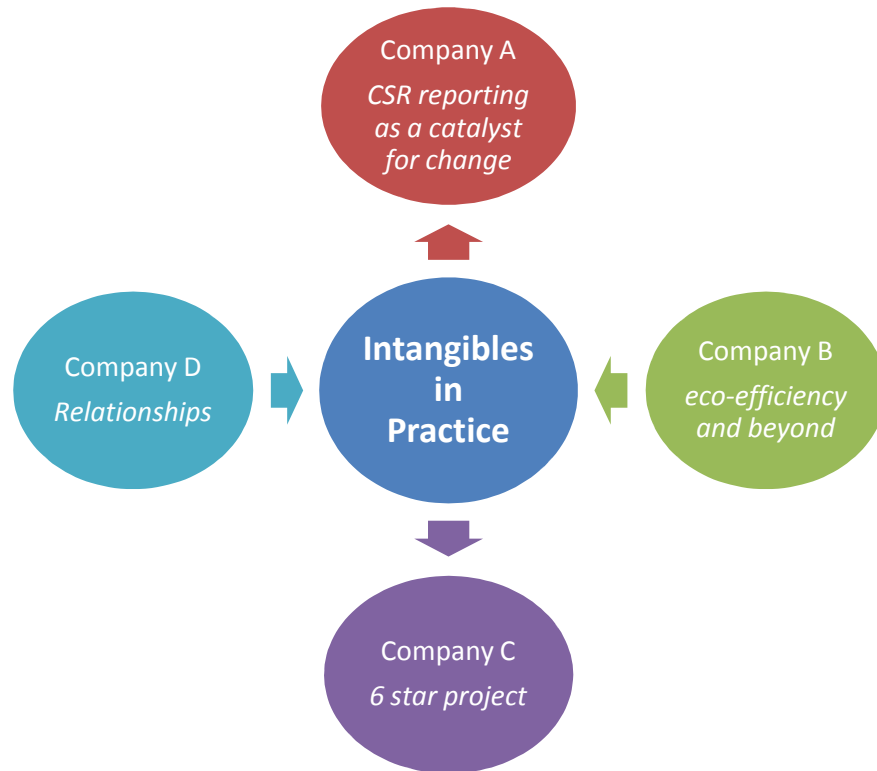 Company A
CSR reporting
as a catalyst
for change
Company D
Relationships
Intangibles
in
Practice
Company B
eco-efficiency
and beyond
Company C
6 star project